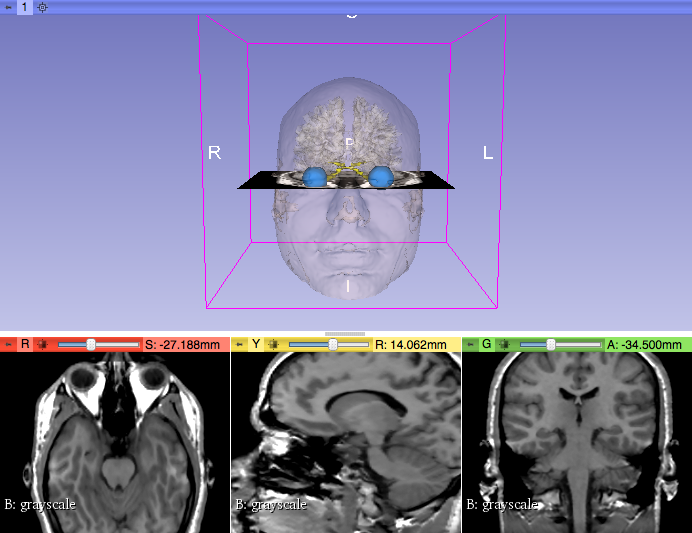 1
R
P
L
I
R S: -27.188mm
Y R: 14.062mm
G A: -34.500mm
B: grayscale
B: grayscale
B: grayscale